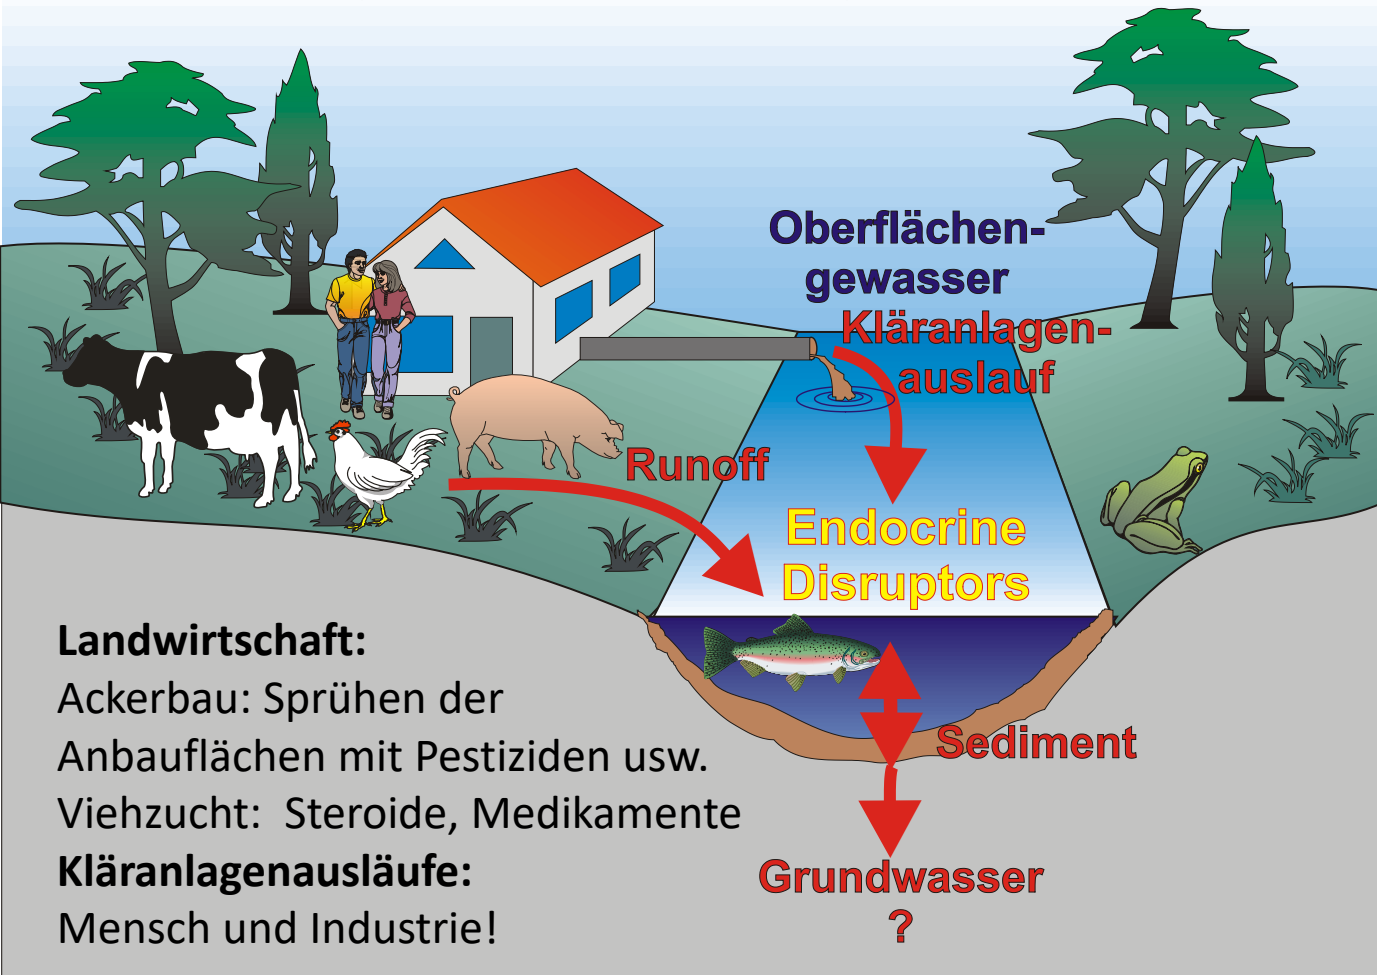 Oberflächen-
gewasser
Kläranlagen-
auslauf
Runoff
Endocrine
Disruptors
Landwirtschaft:
Ackerbau: Sprühen der
Anbauflächen mit Pestiziden usw.
Viehzucht:  Steroide, Medikamente
Kläranlagenausläufe:
Mensch und Industrie!
Sediment
Grundwasser
?